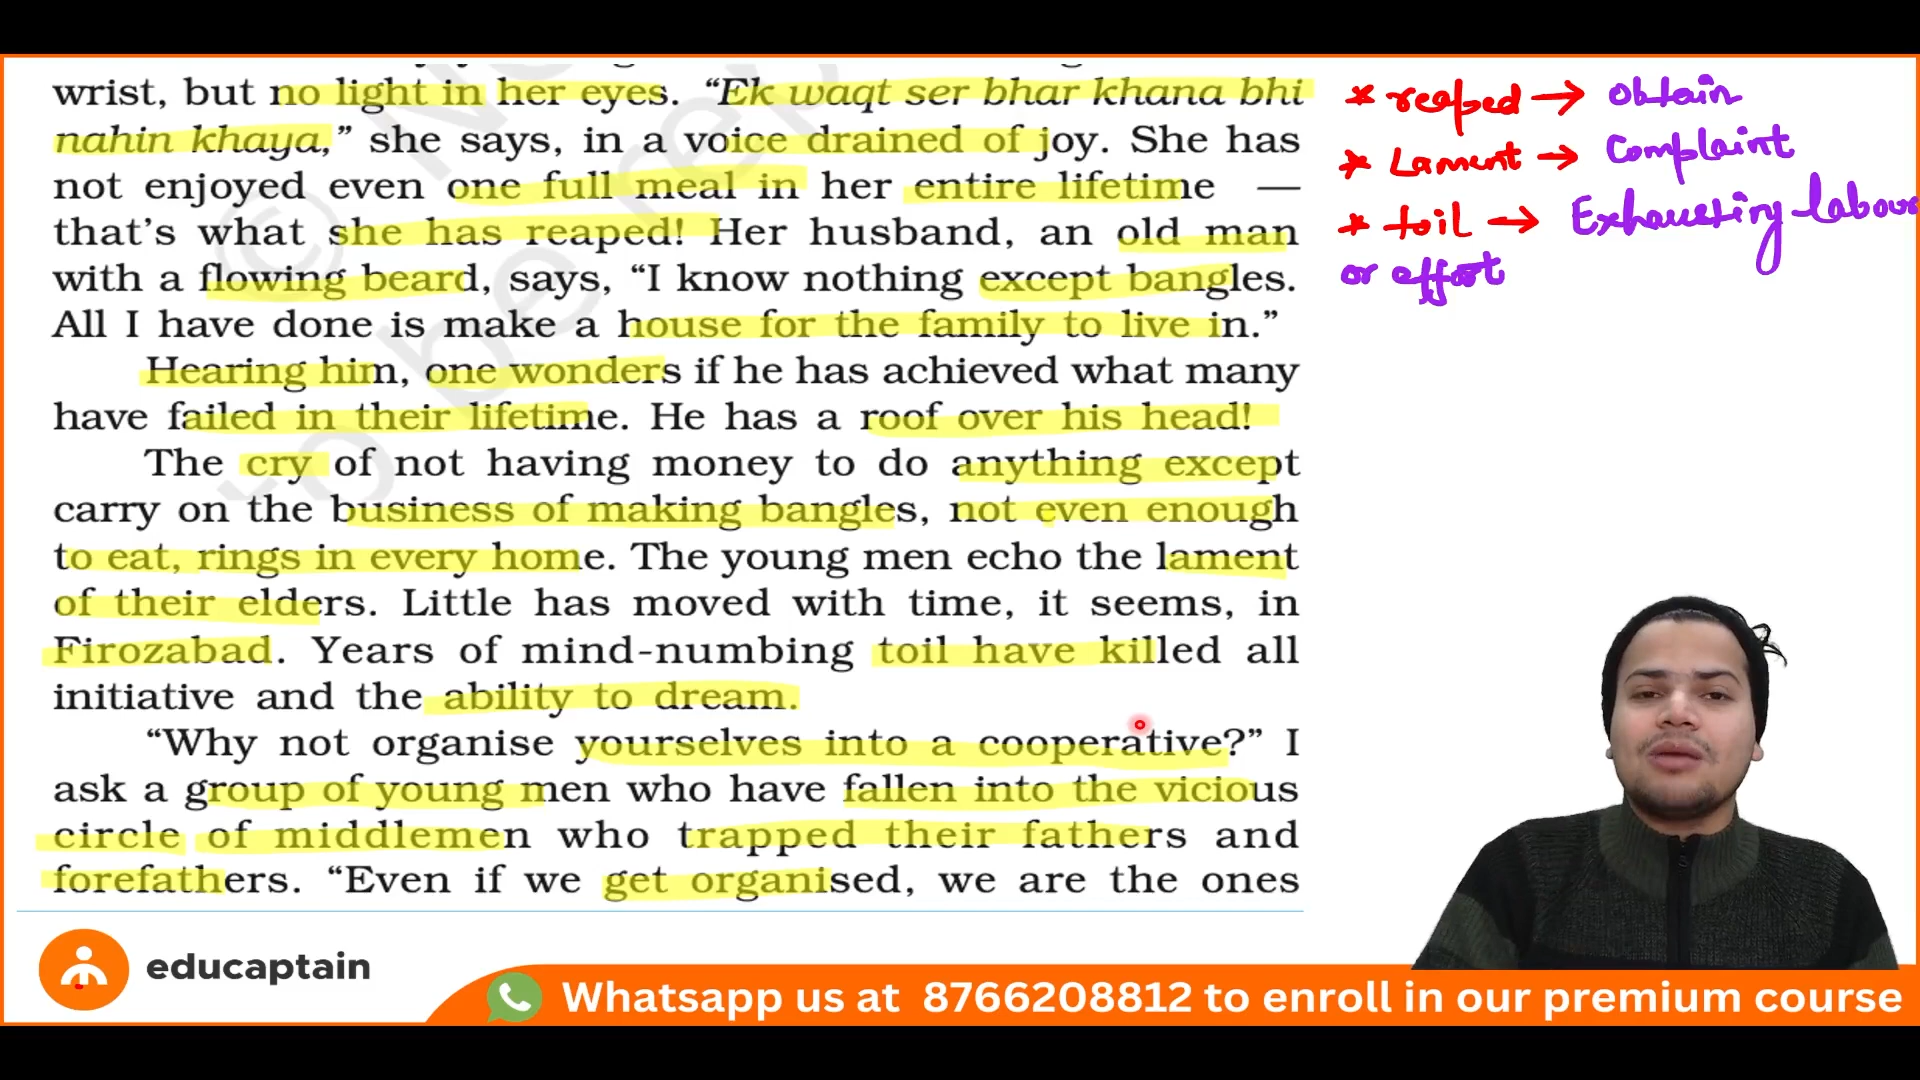 wrist, but no light in her eyes. “Ek waqt ser bhar khana bhi
nahin khaya,” she says, in a voice drained of joy. She has
not enjoyed even one full meal in her entire lifetime —
that’s what she has reaped! Her husband, an old man
with a flowing beard, says, “I know nothing except bangles.
All I have done is make a house for the family to live in.”
Hearing him, one wonders if he has achieved what many
have failed in their lifetime. He has a roof over his head!
The cry of not having money to do anything except
carry on the business of making bangles, not even enough
to eat, rings in every home. The young men echo the lament
of their elders. Little has moved with time, it seems, in
Firozabad. Years of mind-numbing toil have killed all
initiative and the ability to dream.
“Why not organise yourselves into a cooperative?” I
ask a group of young men who have fallen into the vicious
circle of middlemen who trapped their fathers and
forefathers. “Even if we get organised, we are the ones
* reaped → obtain
* Lament → Complaint
* toil → Exhausting labour
or effort
educaptain
Whatsapp us at 8766208812 to enroll in our premium course